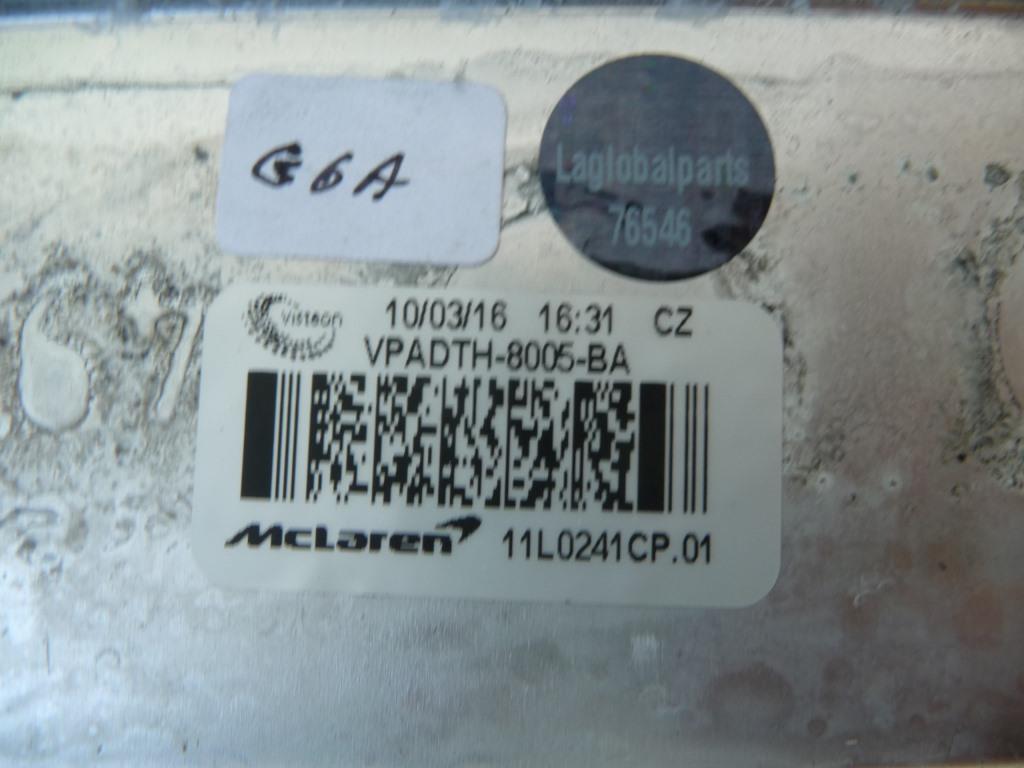 G6A
Laglobalparts
76546
Visteon
10/03/16 16:31 CZ
VPADTH-8005-BA
McLaren 11L0241CP.01